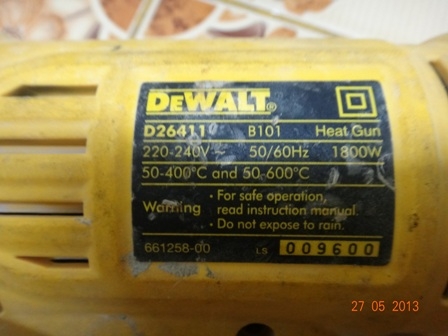 DEWALT®
D26411 B101 Heat Gun
220-240V~ 50/60Hz 1800W
50-400°C and 50-600°C
Warning • For safe operation,
read instruction manual.
• Do not expose to rain.
661258-00 LS 009600
27 05 2013